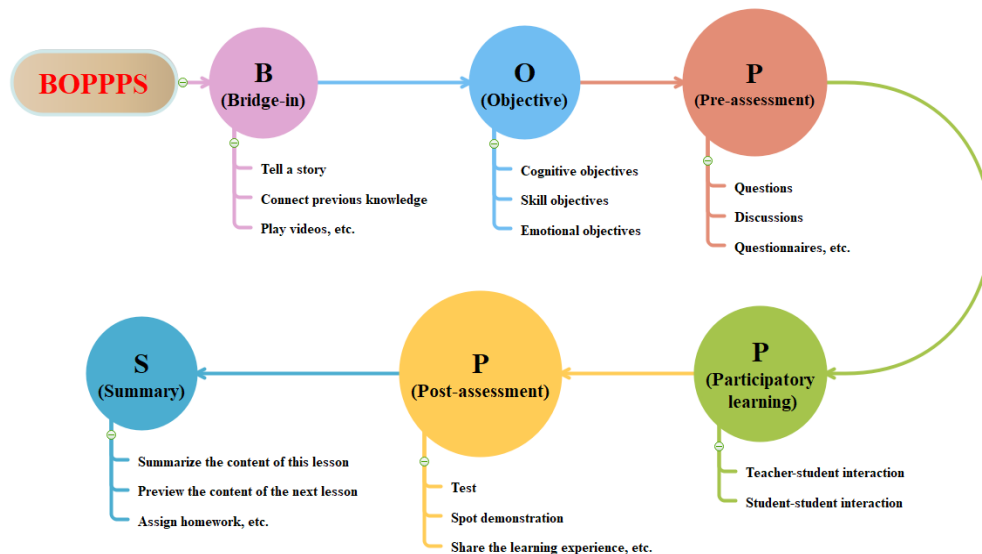 BOPPPS
B
(Bridge-in)
Tell a story
Connect previous knowledge
Play videos, etc.
O
(Objective)
Cognitive objectives
Skill objectives
Emotional objectives
P
(Pre-assessment)
Questions
Discussions
Questionnaires, etc.
P
(Participatory
learning)
Teacher-student interaction
Student-student interaction
P
(Post-assessment)
Test
Spot demonstration
Share the learning experience, etc.
S
(Summary)
Summarize the content of this lesson
Preview the content of the next lesson
Assign homework, etc.